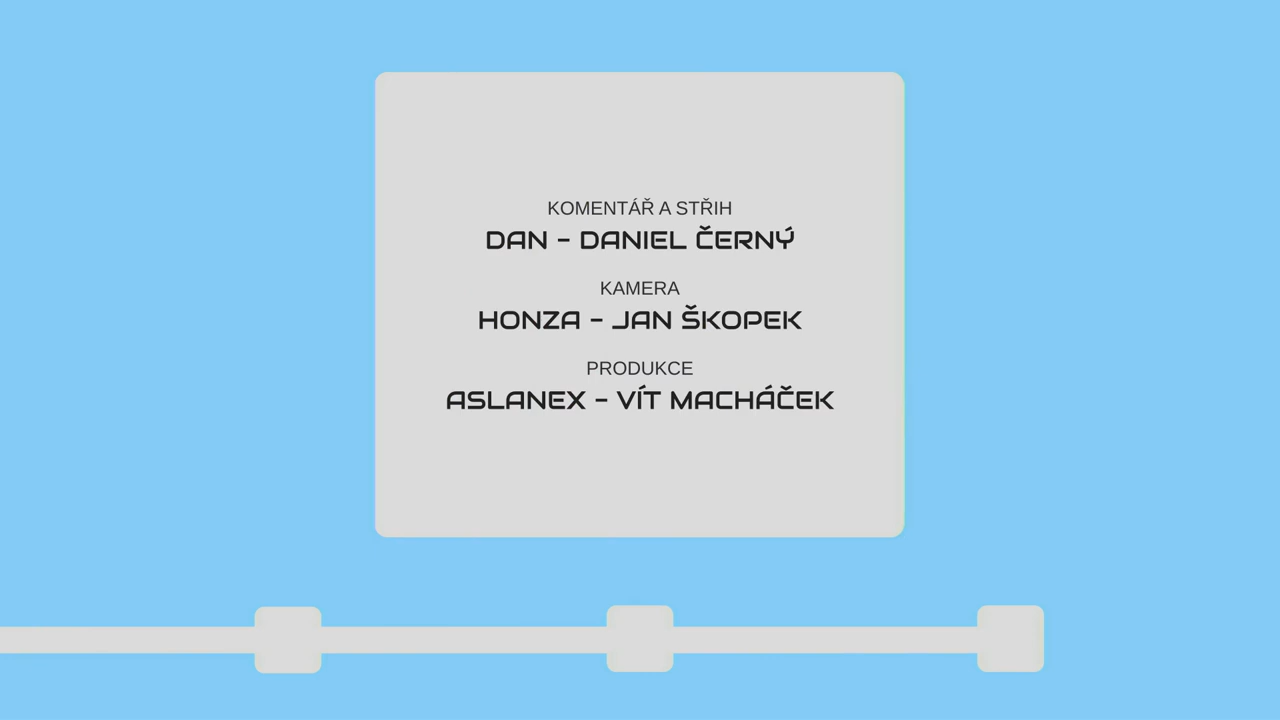 KOMENTÁŘ A STŘIH
DAN - DANIEL ČERNÝ
KAMERA
HONZA - JAN ŠKOPEK
PRODUKCE
ASLANEX - VÍT MACHÁČEK